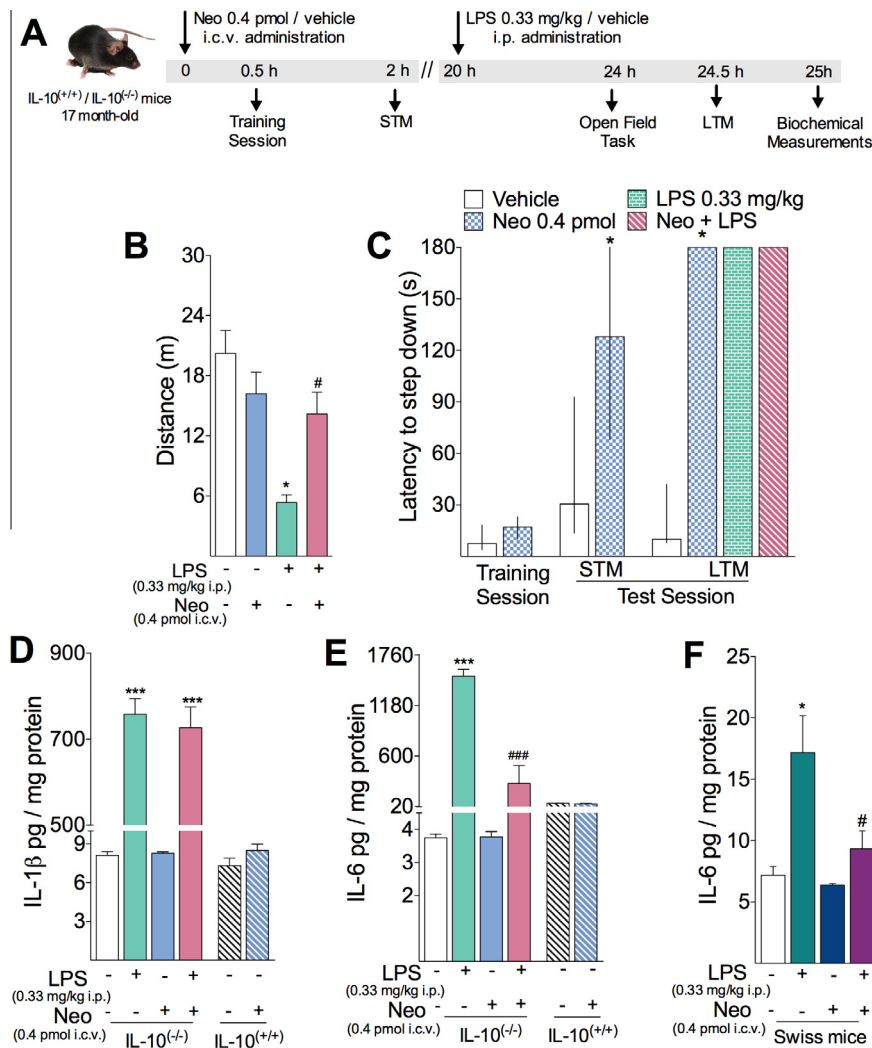 A
Neo 0.4 pmol / vehicle
i.c.v. administration
LPS 0.33 mg/kg / vehicle
i.p. administration
0 0.5 h 2 h // 20 h 24 h 24.5 h 25h
IL-10(+/+) / IL-10(-/-) mice
17 month-old
Training
Session
STM
Open Field
Task
LTM
Biochemical
Measurements
B
Distance (m)
30
24
18
12
6
*
#
- - + +
LPS
(0.33 mg/kg i.p.)
- + - +
Neo
(0.4 pmol i.c.v.)
C
Vehicle
Neo 0.4 pmol
LPS 0.33 mg/kg
Neo + LPS
Latency to step down (s)
180
150
120
90
60
30
*
*
Training
Session
STM
LTM
Test Session
D
IL-1β pg / mg protein
900
700
500
9
6
3
***
***
- + - + - -
LPS
(0.33 mg/kg i.p.)
- - + + - +
Neo
(0.4 pmol i.c.v.)
IL-10(-/-)
IL-10(+/+)
E
IL-6 pg / mg protein
1760
1180
600
20
4
3
2
***
###
- + - + - -
LPS
(0.33 mg/kg i.p.)
- - + + - +
Neo
(0.4 pmol i.c.v.)
IL-10(-/-)
IL-10(+/+)
F
IL-6 pg / mg protein
25
20
15
10
5
*
#
- + - +
LPS
(0.33 mg/kg i.p.)
- - + +
Neo
(0.4 pmol i.c.v.)
Swiss mice